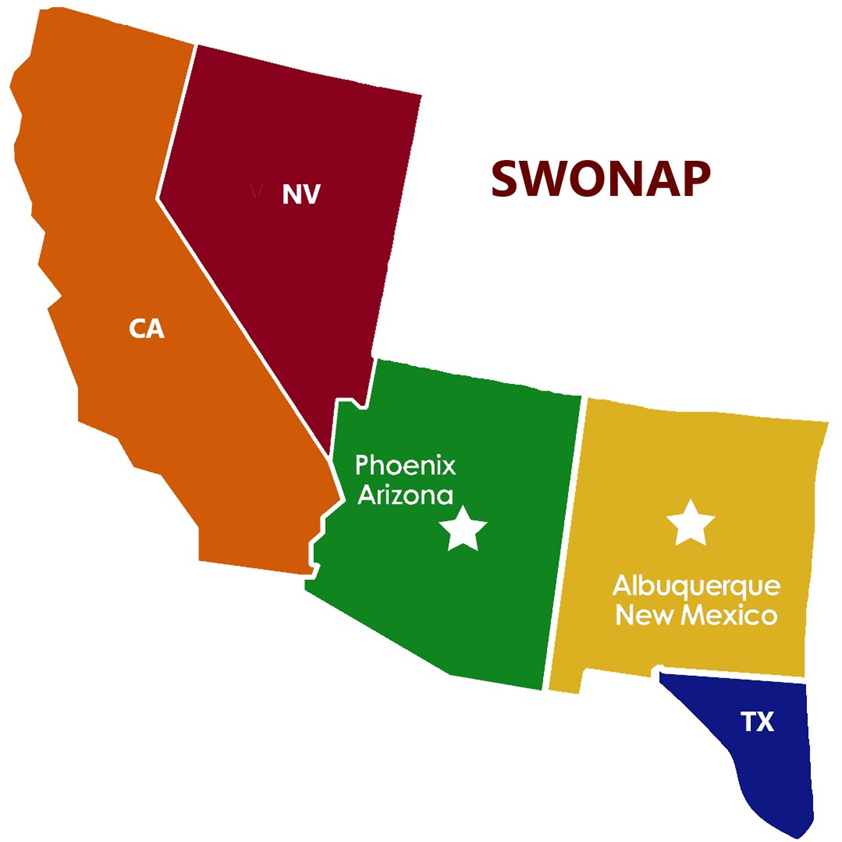 SWONAP
NV
CA
Phoenix
Arizona
Albuquerque
New Mexico
TX